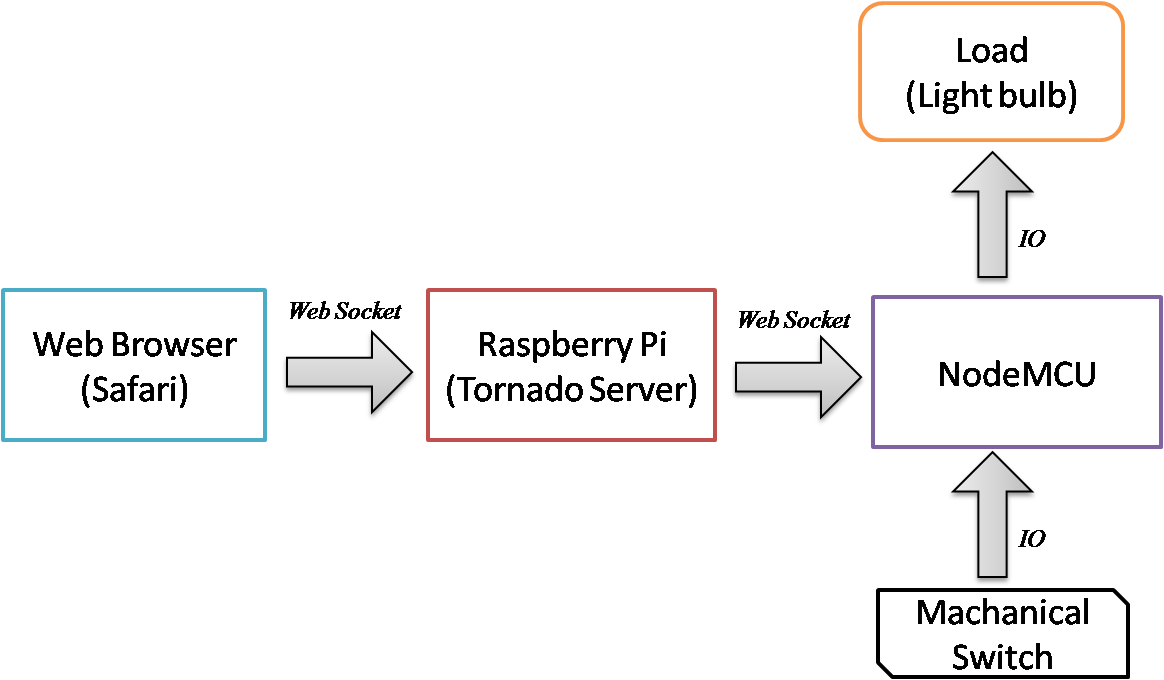 Load
(Light bulb)
IO
Web Socket
Web Socket
Web Browser
(Safari)
Raspberry Pi
(Tornado Server)
NodeMCU
IO
Machanical
Switch